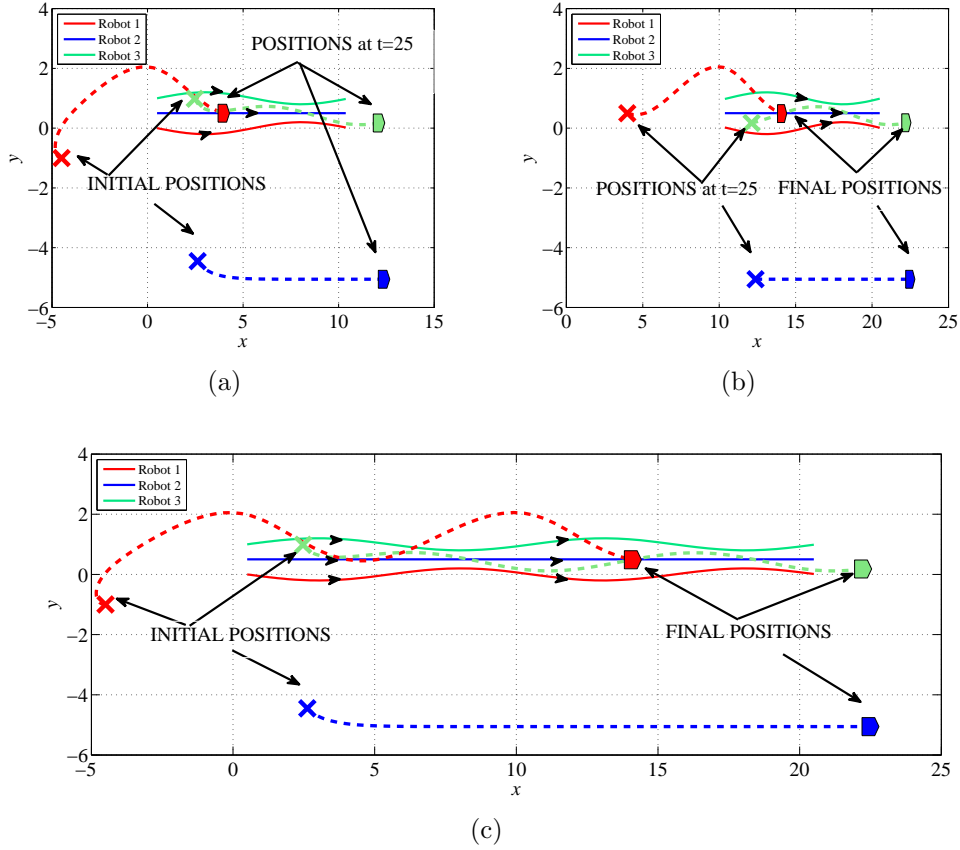 4
2
0
−2
−4
−6
−5
0
5
10
15
x
y
Robot 1
Robot 2
Robot 3
POSITIONS at t=25
INITIAL POSITIONS
(a)
4
2
0
−2
−4
−6
0
5
10
15
20
25
x
y
Robot 1
Robot 2
Robot 3
POSITIONS at t=25
FINAL POSITIONS
(b)
4
2
0
−2
−4
−6
−5
0
5
10
15
20
25
x
y
Robot 1
Robot 2
Robot 3
INITIAL POSITIONS
FINAL POSITIONS
(c)